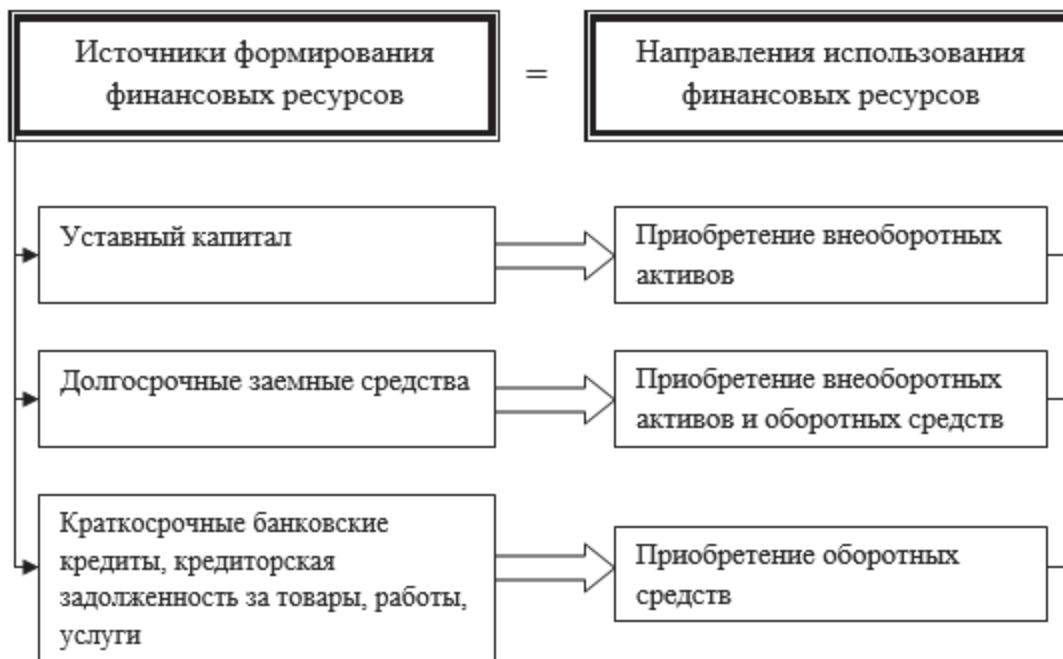 Источники формирования
финансовых ресурсов
=
Направления использования
финансовых ресурсов
Уставный капитал
Приобретение внеоборотных
активов
Долгосрочные заемные средства
Приобретение внеоборотных
активов и оборотных средств
Краткосрочные банковские
кредиты, кредиторская
задолженность за товары, работы,
услуги
Приобретение оборотных
средств